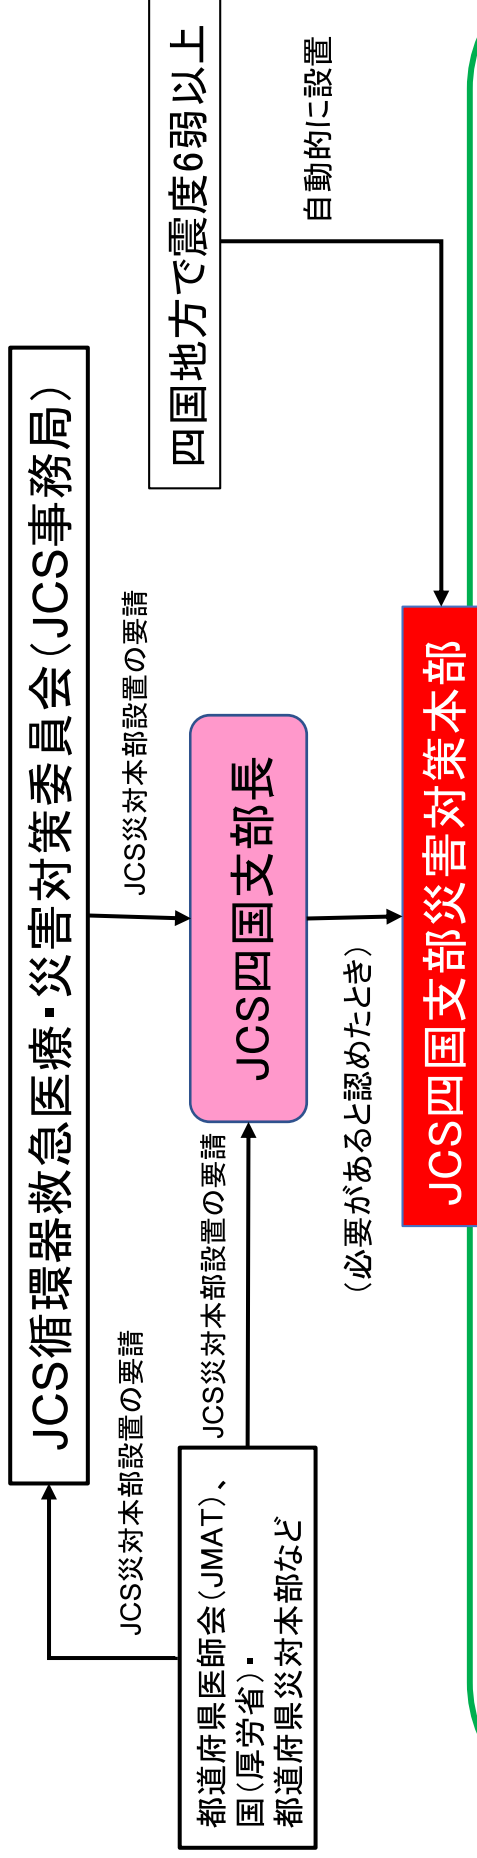 JCS循環器救急医療・災害対策委員会（JCS事務局）
四国地方で震度6弱以上
JCS災対本部設置の要請
JCS災対本部設置の要請
自動的に設置
都道府県医師会（JMAT）、
国（厚労省）・
都道府県災対本部など
JCS災対本部設置の要請
JCS四国支部長
（必要があると認めたとき）
JCS四国支部災害対策本部